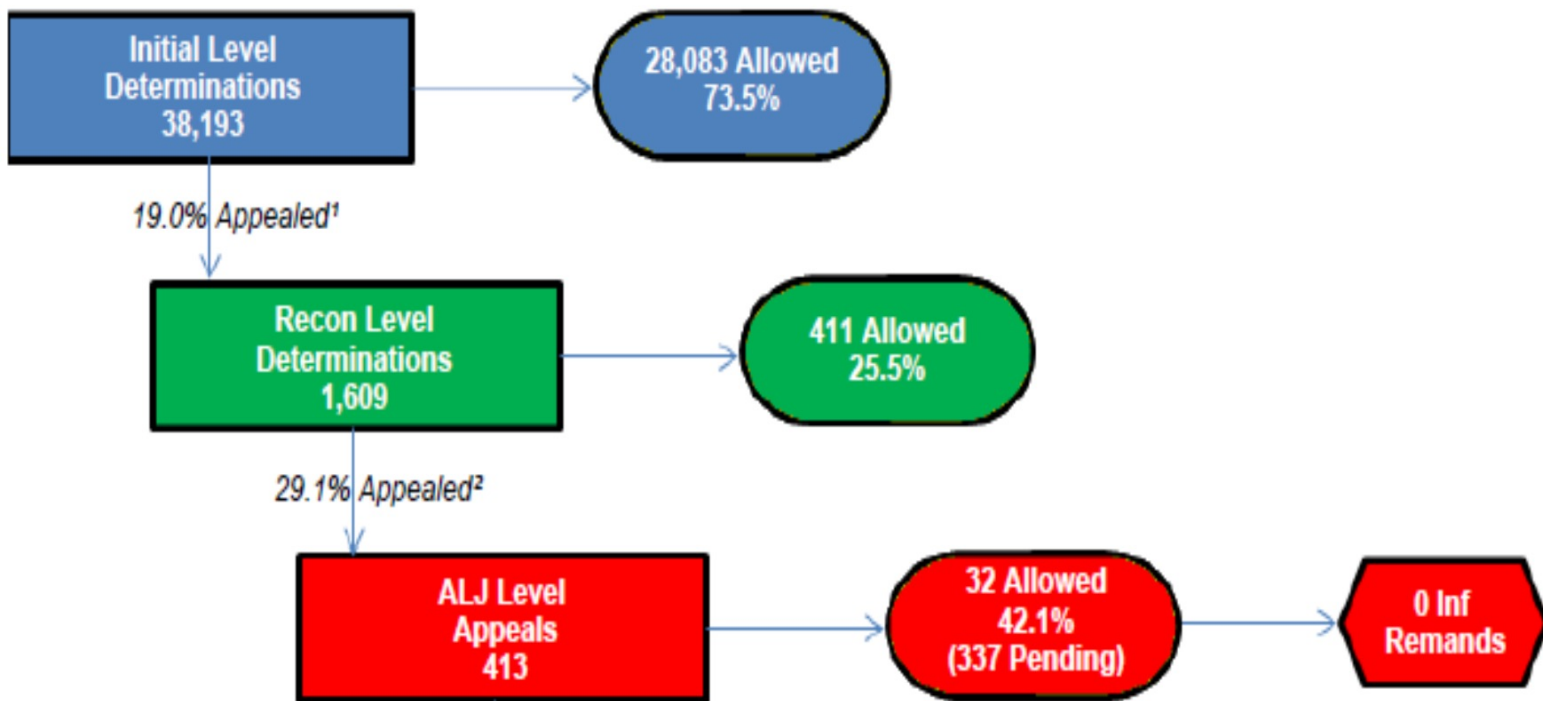 Initial Level
Determinations
38,193
28,083 Allowed
73.5%
19.0% Appealed¹
Recon Level
Determinations
1,609
411 Allowed
25.5%
29.1% Appealed²
ALJ Level
Appeals
413
32 Allowed
42.1%
(337 Pending)
0 Inf
Remands